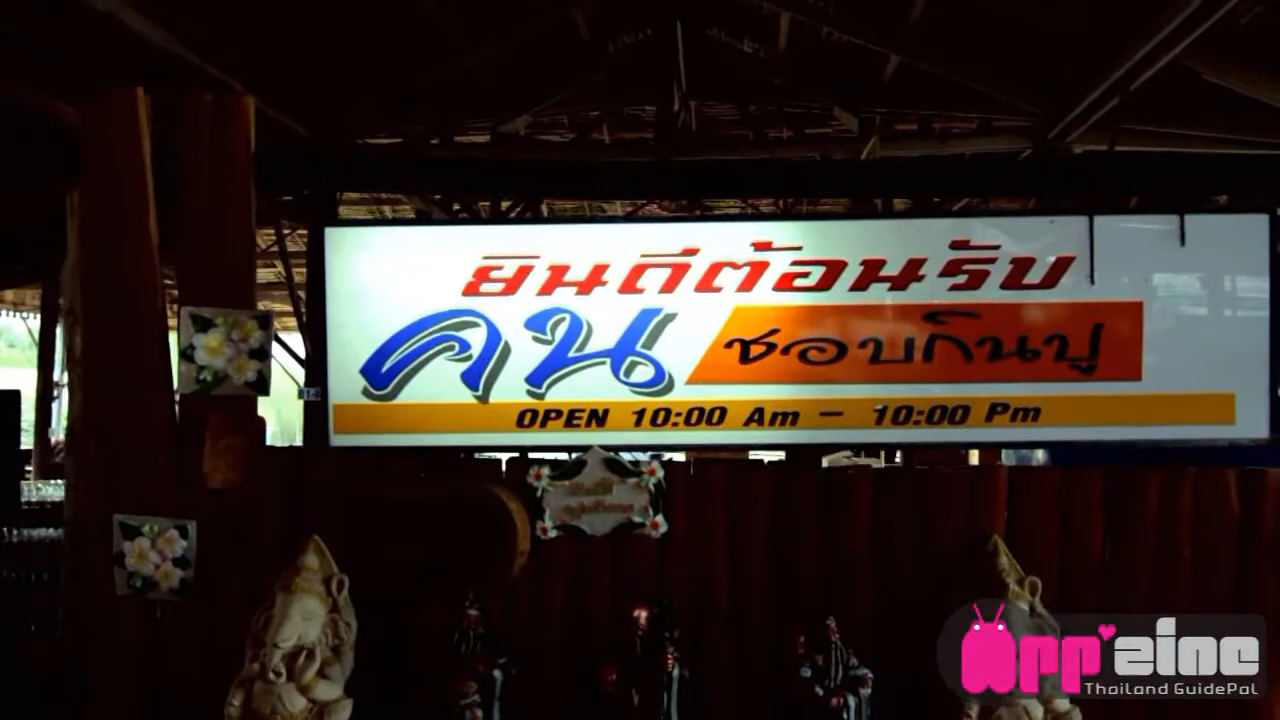 ยินดีต้อนรับ
คน ชอบกินปู
OPEN 10:00 Am - 10:00 Pm
App'zine
Thailand GuidePal